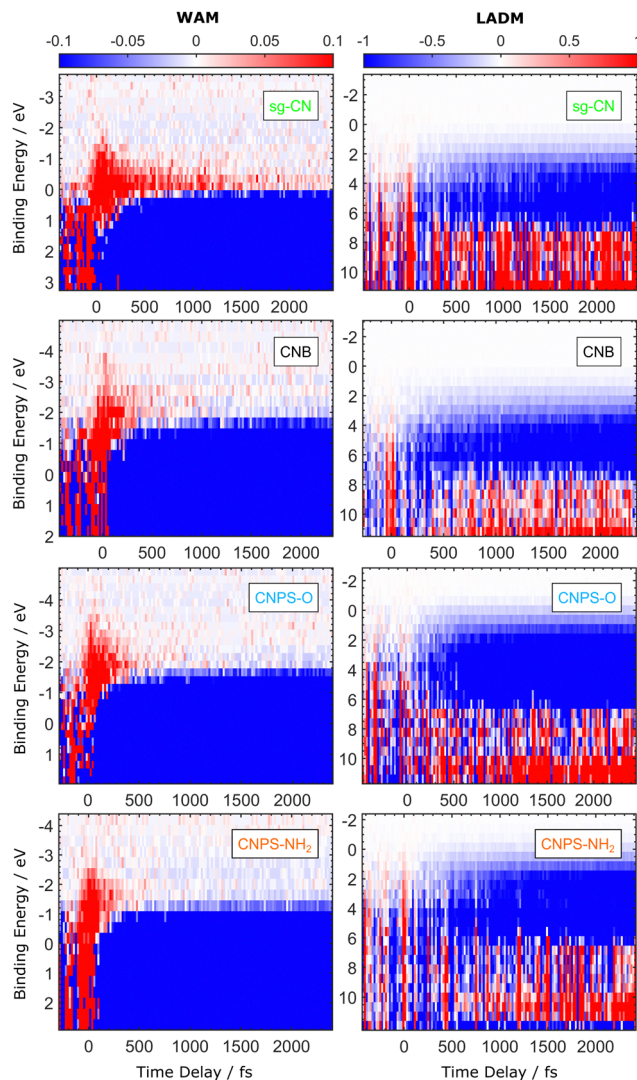 WAM
LADM
-0.1 -0.05 0 0.05 0.1
-1 -0.5 0 0.5 1
sg-CN
-3
-2
-1
0
1
2
3
Binding Energy / eV
0 500 1000 1500 2000
sg-CN
-2
0
2
4
6
8
10
0 500 1000 1500 2000
CNB
-4
-3
-2
-1
0
1
2
Binding Energy / eV
0 500 1000 1500 2000
CNB
-2
0
2
4
6
8
10
0 500 1000 1500 2000
CNPS-O
-4
-3
-2
-1
0
1
Binding Energy / eV
0 500 1000 1500 2000
CNPS-O
-2
0
2
4
6
8
10
0 500 1000 1500 2000
CNPS-NH₂
-4
-3
-2
-1
0
1
2
Binding Energy / eV
0 500 1000 1500 2000
Time Delay / fs
CNPS-NH₂
-2
0
2
4
6
8
10
0 500 1000 1500 2000
Time Delay / fs